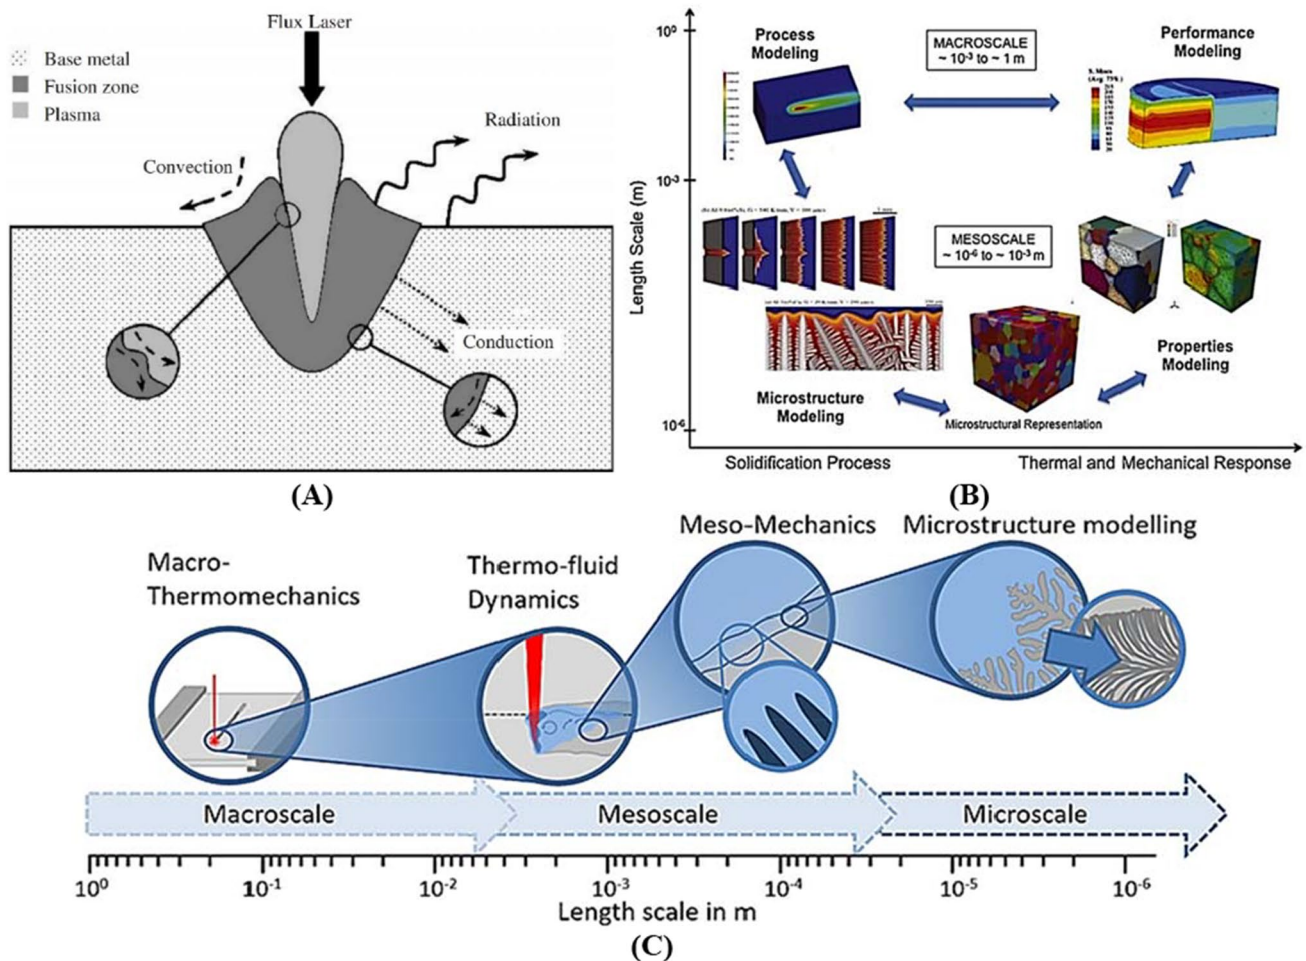 Flux Laser
Base metal
Fusion zone
Plasma
Radiation
Convection
Conduction
(A)
Length Scale (m)
10⁰
10⁻³
10⁻⁶
Process
Modeling
MACROSCALE
~ 10⁻³ to ~ 1 m
Performance
Modeling
S, Mises
(Avg: 75%)
MESOSCALE
~ 10⁻⁶ to ~ 10⁻³ m
Microstructure
Modeling
Microstructural Representation
Properties
Modeling
Solidification Process
Thermal and Mechanical Response
(B)
Macro-
Thermomechanics
Thermo-fluid
Dynamics
Meso-Mechanics
Microstructure modelling
Macroscale
Mesoscale
Microscale
10⁰ 10⁻¹ 10⁻² 10⁻³ 10⁻⁴ 10⁻⁵ 10⁻⁶
Length scale in m
(C)